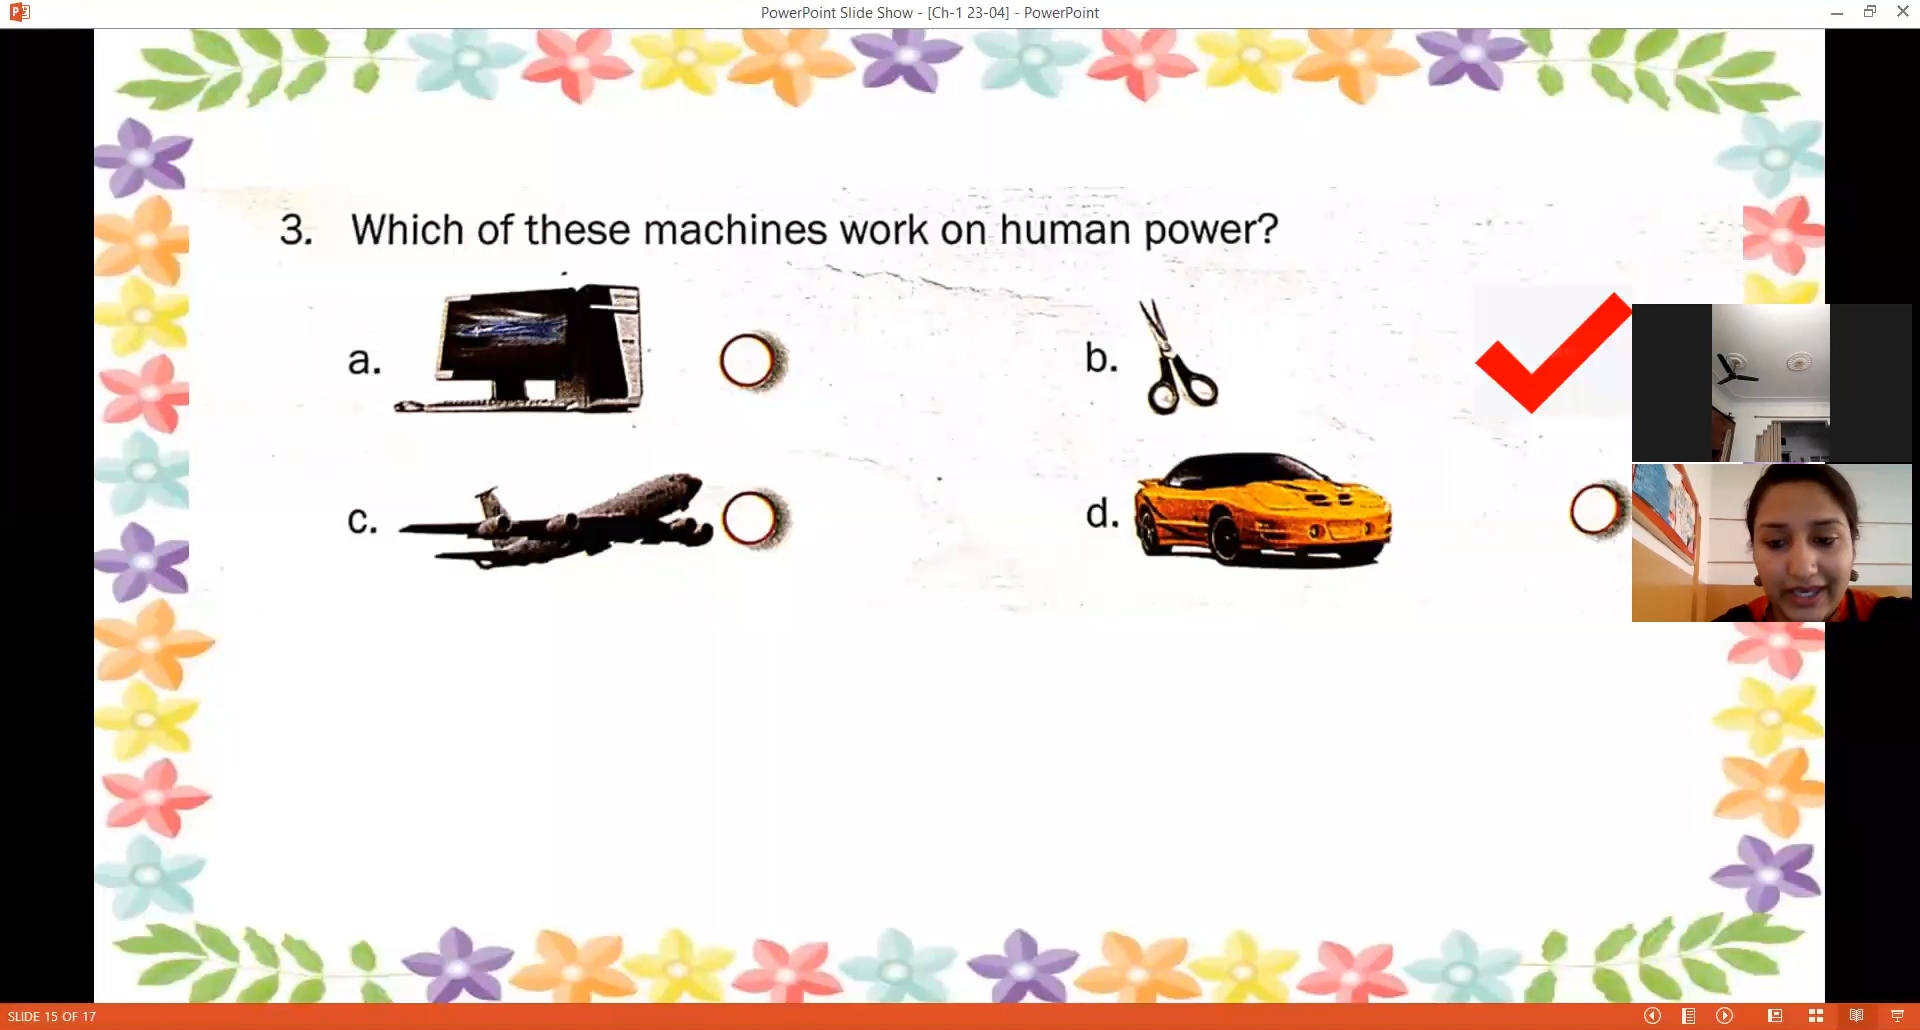 PowerPoint Slide Show - [Ch-1 23-04] - PowerPoint
3. Which of these machines work on human power?
a.
b.
c.
d.
SLIDE 15 OF 17